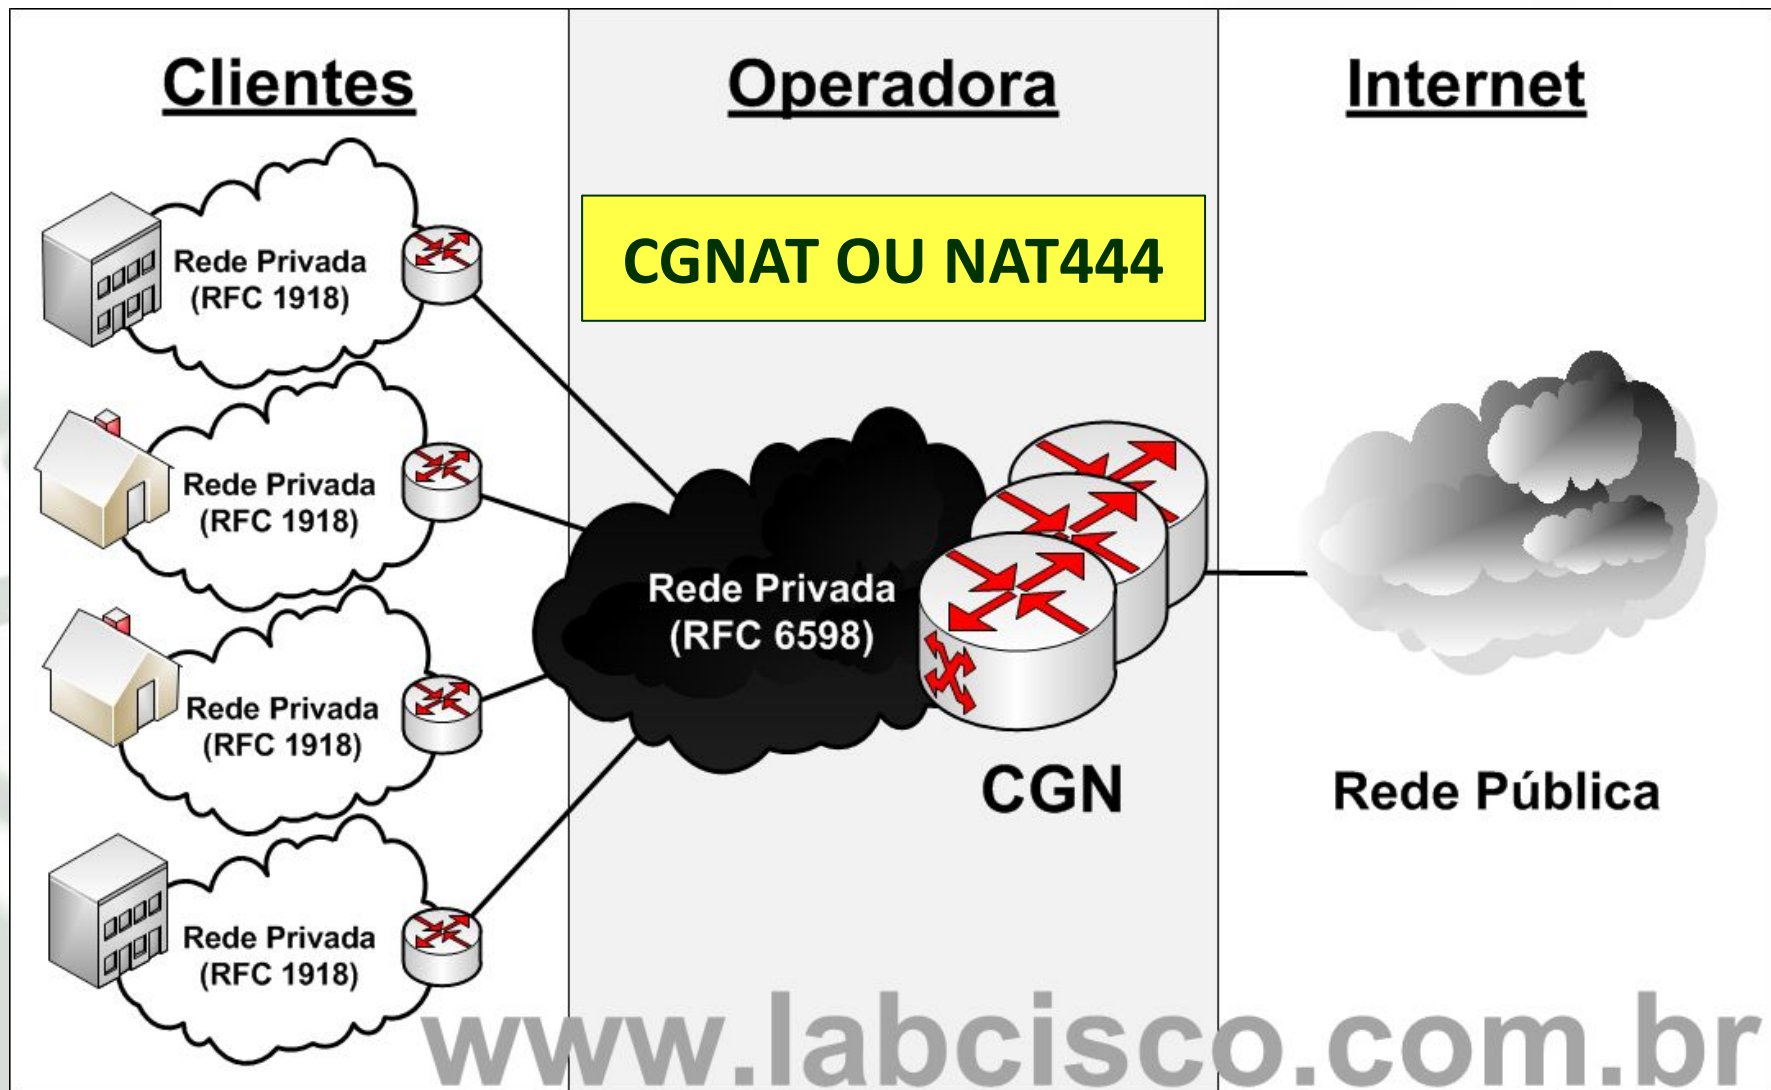 Clientes
Operadora
Internet
CGNAT OU NAT444
Rede Privada
(RFC 1918)
Rede Privada
(RFC 1918)
Rede Privada
(RFC 1918)
Rede Privada
(RFC 1918)
Rede Privada
(RFC 6598)
CGN
Rede Pública
www.labcisco.com.br